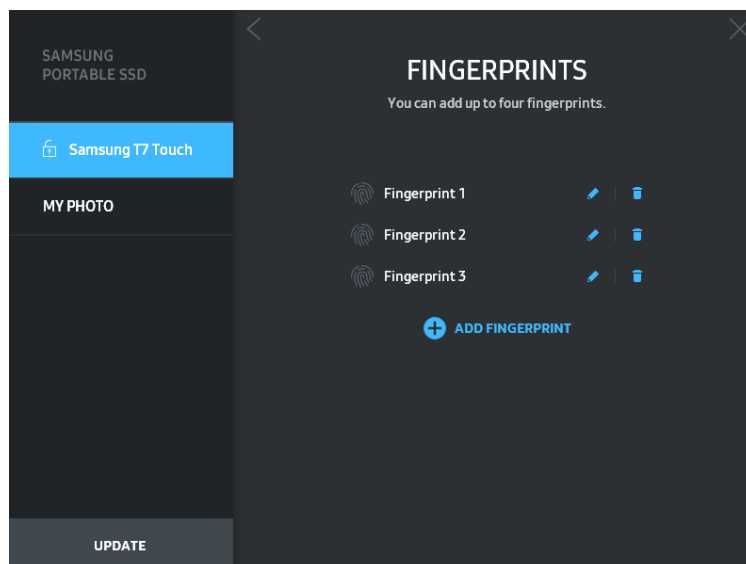 SAMSUNG
PORTABLE SSD
Samsung T7 Touch
MY PHOTO
UPDATE
FINGERPRINTS
You can add up to four fingerprints.
Fingerprint 1
Fingerprint 2
Fingerprint 3
ADD FINGERPRINT